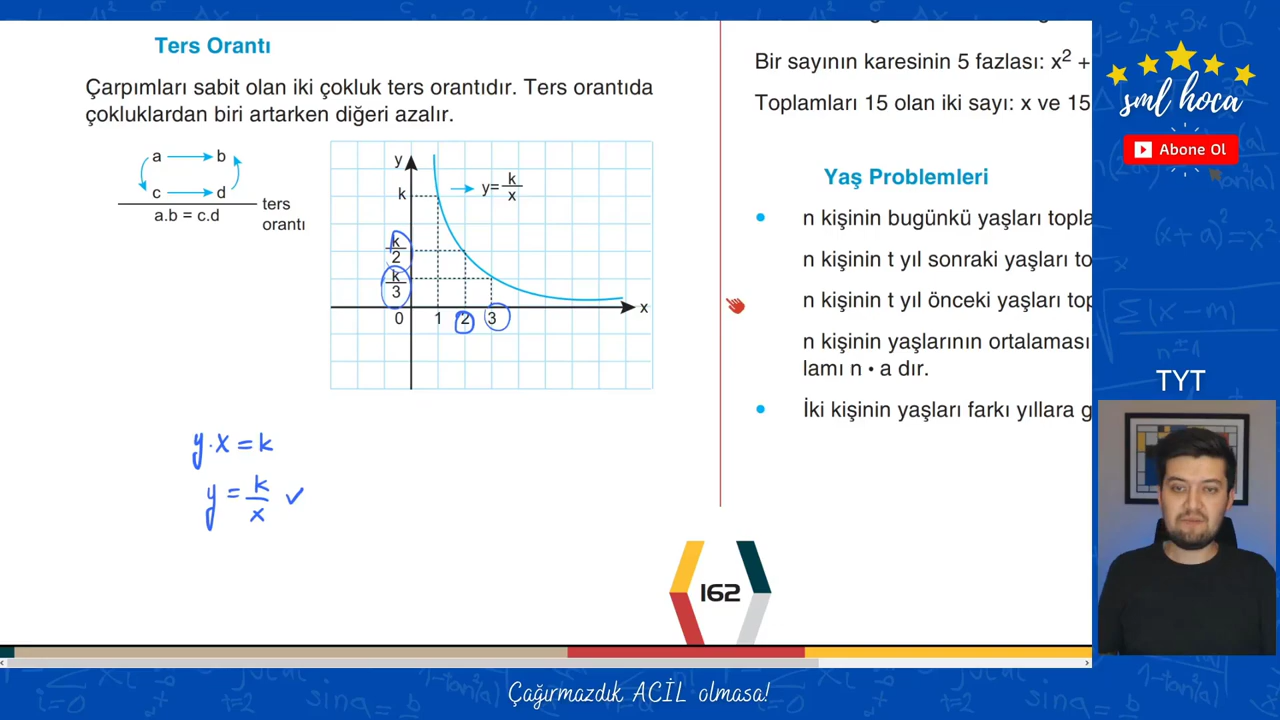 Ters Orantı
Çarpımları sabit olan iki çokluk ters orantıdır. Ters orantıda
çokluklardan biri artarken diğeri azalır.
a b
c d
a.b = c.d
ters
orantı
y
k
k
2
k
3
0
1
2
3
x
y=k/x
y·x=k
y=k/x ✓
Bir sayının karesinin 5 fazlası: x² +
Toplamları 15 olan iki sayı: x ve 15
Yaş Problemleri
• n kişinin bugünkü yaşları topla
n kişinin t yıl sonraki yaşları to
n kişinin t yıl önceki yaşları top
n kişinin yaşlarının ortalaması
lamı n • a dır.
• İki kişinin yaşları farkı yıllara g
162
sml hoca
Abone Ol
TYT
Çağırmazdık ACİL olmasa!